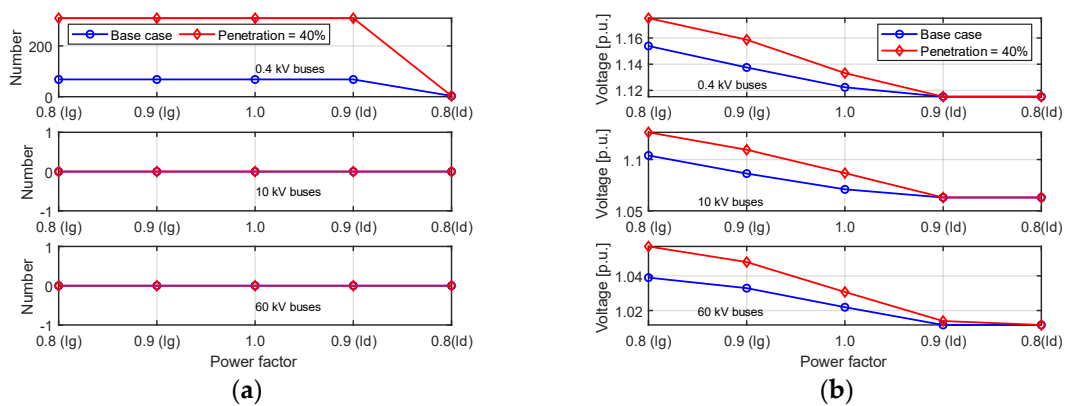 Number
200
0
Base case
Penetration = 40%
0.4 kV buses
0.8 (lg)
0.9 (lg)
1.0
0.9 (ld)
0.8(ld)
Number
1
0
-1
10 kV buses
0.8 (lg)
0.9 (lg)
1.0
0.9 (ld)
0.8(ld)
Number
1
0
-1
60 kV buses
0.8 (lg)
0.9 (lg)
1.0
0.9 (ld)
0.8(ld)
Power factor
(a)
Voltage [p.u.]
1.16
1.14
1.12
Base case
Penetration = 40%
0.4 kV buses
0.8 (lg)
0.9 (lg)
1.0
0.9 (ld)
0.8(ld)
Voltage [p.u.]
1.1
1.05
10 kV buses
0.8 (lg)
0.9 (lg)
1.0
0.9 (ld)
0.8(ld)
Voltage [p.u.]
1.04
1.02
60 kV buses
0.8 (lg)
0.9 (lg)
1.0
0.9 (ld)
0.8(ld)
Power factor
(b)